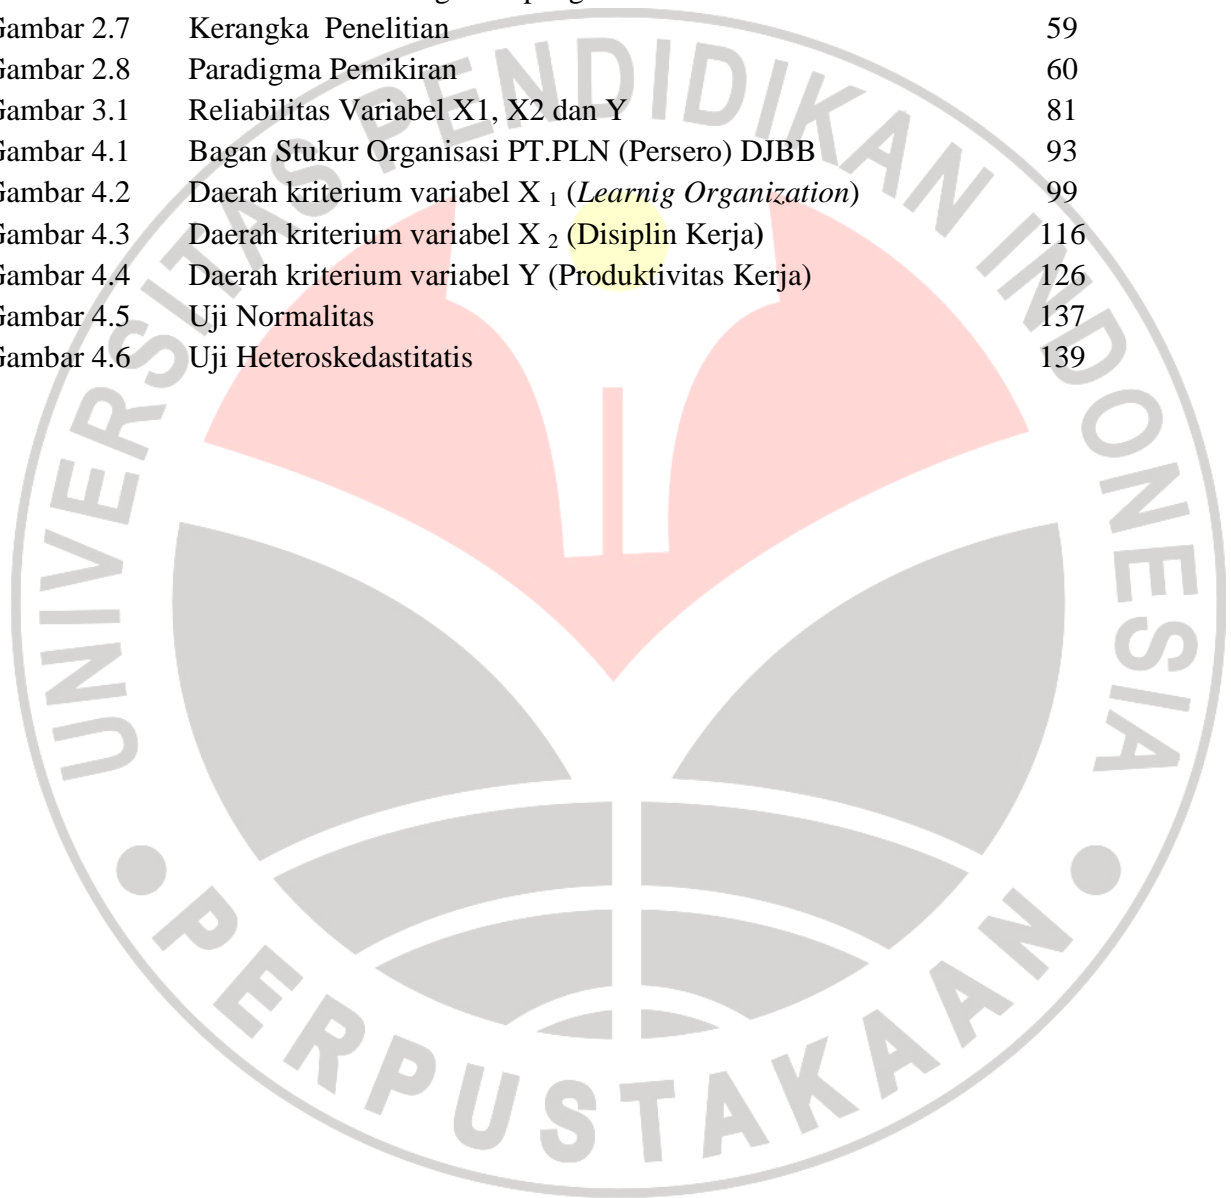 Gambar 2.7 Kerangka Penelitian 59
Gambar 2.8 Paradigma Pemikiran 60
Gambar 3.1 Reliabilitas Variabel X1, X2 dan Y 81
Gambar 4.1 Bagan Stukur Organisasi PT.PLN (Persero) DJBB 93
Gambar 4.2 Daerah kriterium variabel X 1 (Learnig Organization) 99
Gambar 4.3 Daerah kriterium variabel X 2 (Disiplin Kerja) 116
Gambar 4.4 Daerah kriterium variabel Y (Produktivitas Kerja) 126
Gambar 4.5 Uji Normalitas 137
Gambar 4.6 Uji Heteroskedastitatis 139
UNIVERSITAS PENDIDIKAN INDONESIA
PERPUSTAKAAN